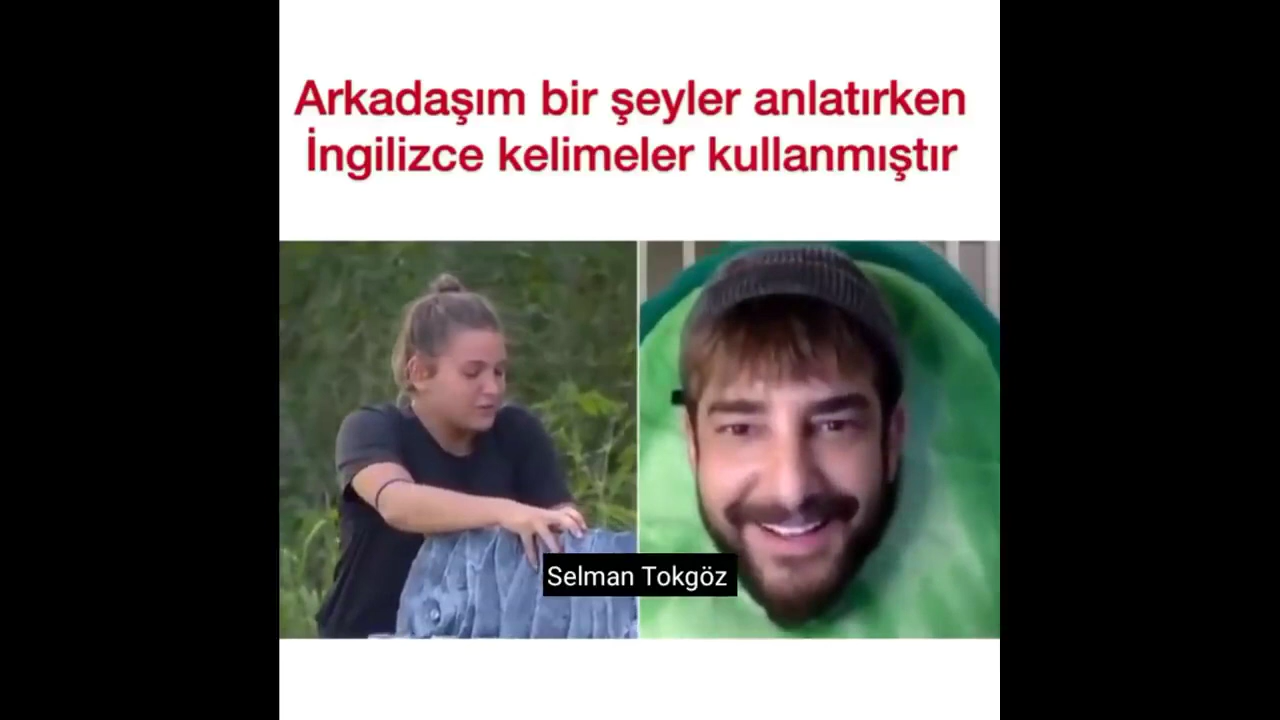 Arkadaşım bir şeyler anlatırken
İngilizce kelimeler kullanmıştır
Selman Tokgöz